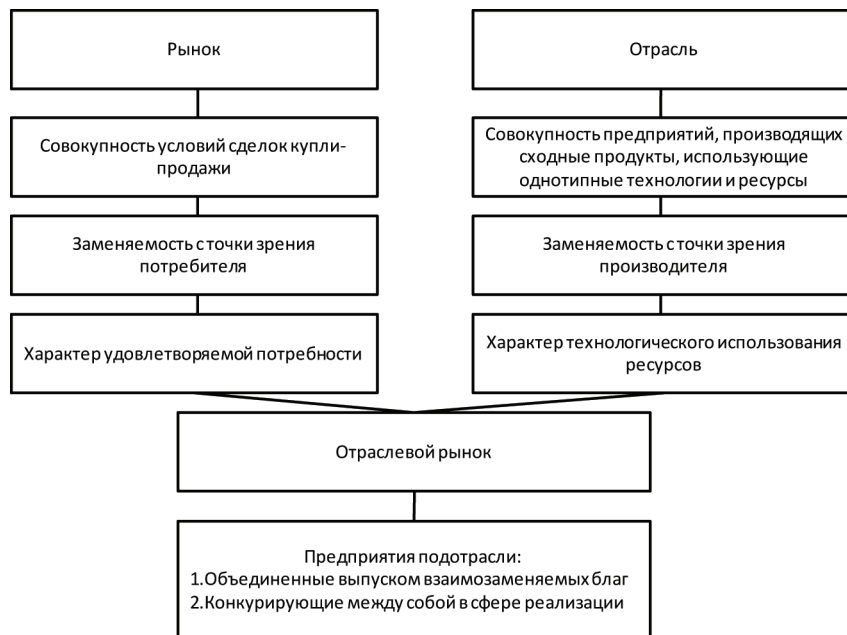 Рынок
Совокупность условий сделок купли-
продажи
Заменяемость с точки зрения
потребителя
Характер удовлетворяемой потребности
Отрасль
Совокупность предприятий, производящих
сходные продукты, использующие
однотипные технологии и ресурсы
Заменяемость с точки зрения
производителя
Характер технологического использования
ресурсов
Отраслевой рынок
Предприятия подотрасли:
1.Объединенные выпуском взаимозаменяемых благ
2.Конкурирующие между собой в сфере реализации